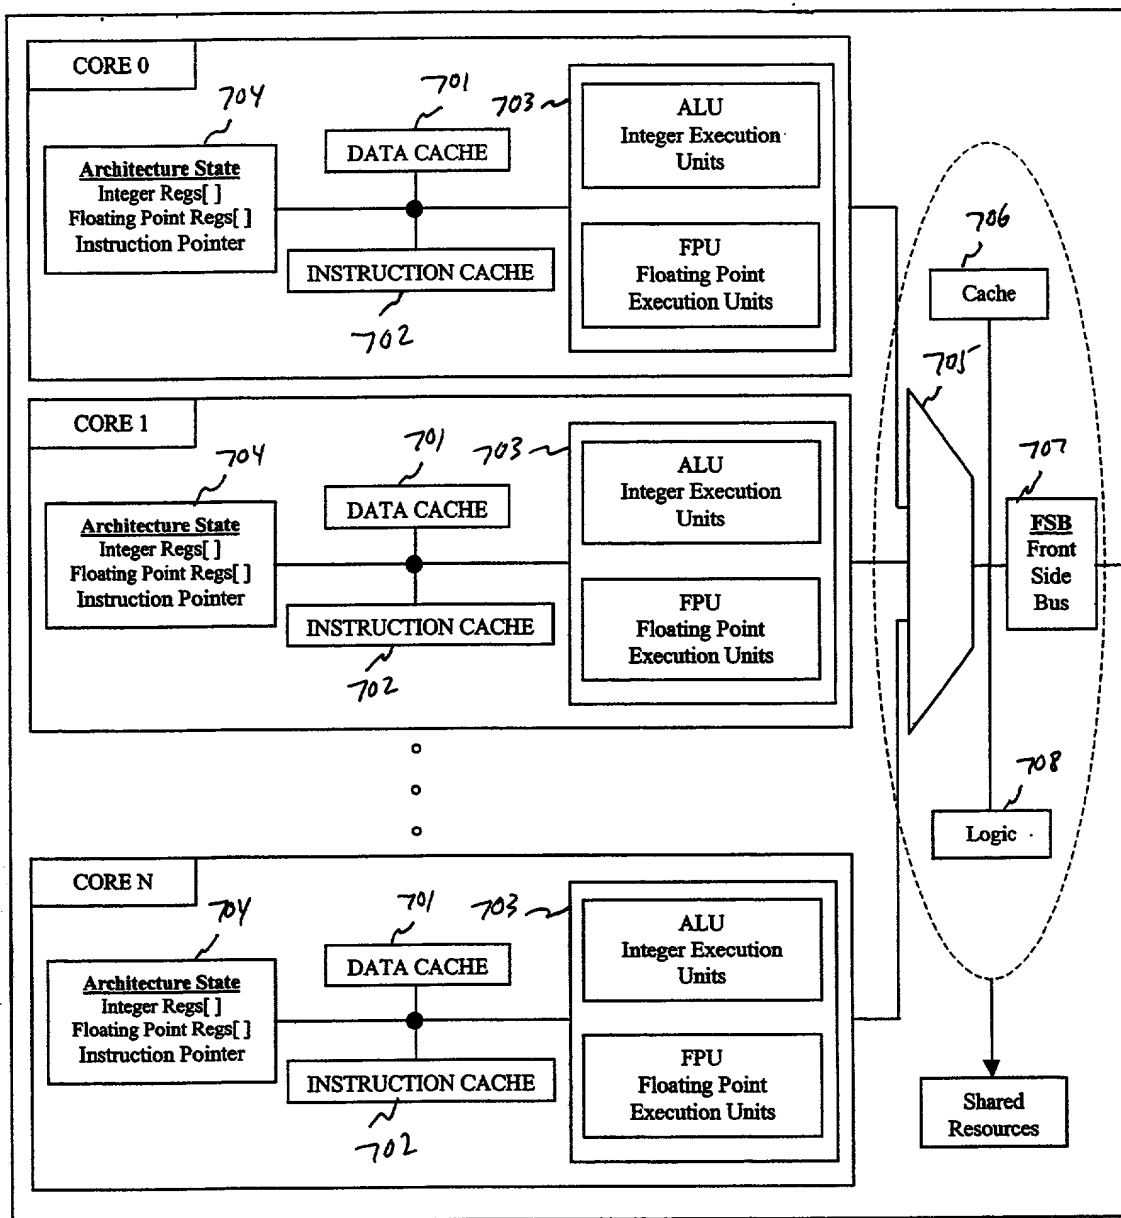 CORE 0
704
701
703
Architecture State
Integer Regs[ ]
Floating Point Regs[ ]
Instruction Pointer
DATA CACHE
INSTRUCTION CACHE
702
ALU
Integer Execution
Units
FPU
Floating Point
Execution Units
CORE 1
704
701
703
Architecture State
Integer Regs[ ]
Floating Point Regs[ ]
Instruction Pointer
DATA CACHE
INSTRUCTION CACHE
702
ALU
Integer Execution
Units
FPU
Floating Point
Execution Units
CORE N
704
701
703
Architecture State
Integer Regs[ ]
Floating Point Regs[ ]
Instruction Pointer
DATA CACHE
INSTRUCTION CACHE
702
ALU
Integer Execution
Units
FPU
Floating Point
Execution Units
706
Cache
705
707
FSB
Front
Side
Bus
708
Logic
Shared
Resources